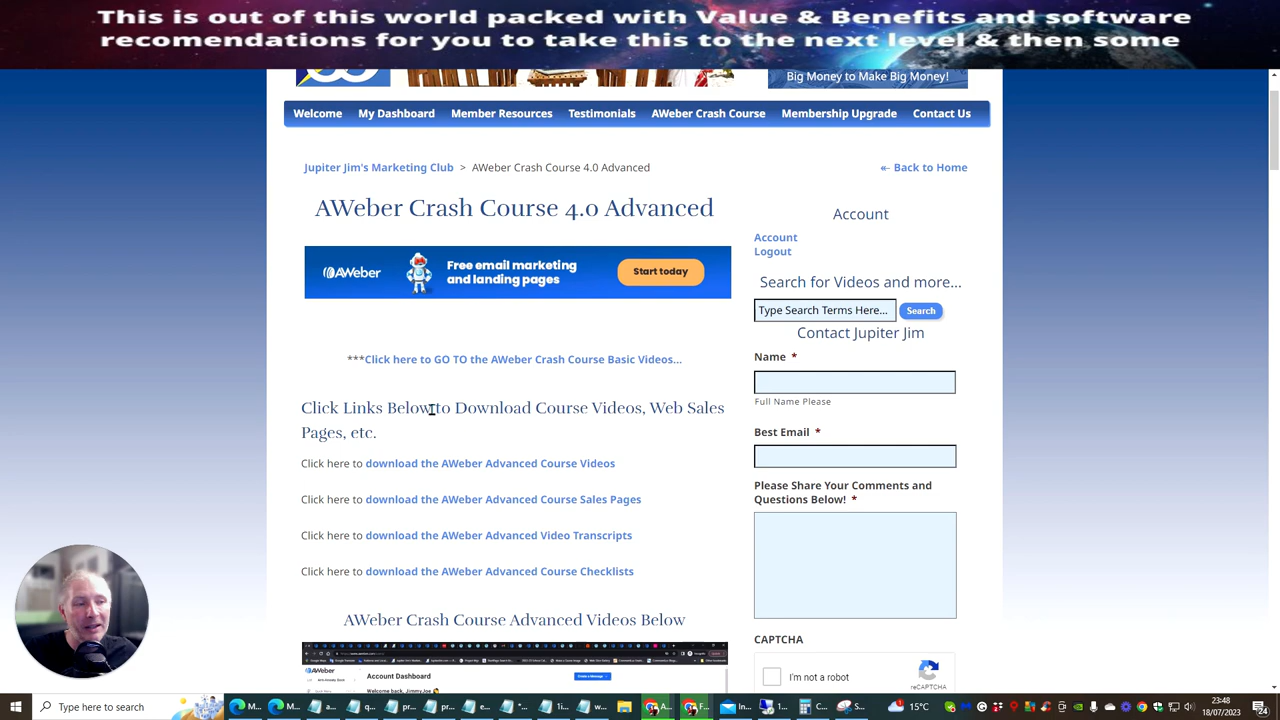 This is out of this world packed with Value & Benefits and software
recomendations for you to take this to the next level & then some
Big Money to Make Big Money!
Welcome
My Dashboard
Member Resources
Testimonials
AWeber Crash Course
Membership Upgrade
Contact Us
Jupiter Jim's Marketing Club > AWeber Crash Course 4.0 Advanced
↞ Back to Home
AWeber Crash Course 4.0 Advanced
AWeber
Free email marketing
and landing pages
Start today
***Click here to GO TO the AWeber Crash Course Basic Videos...
Click Links Below to Download Course Videos, Web Sales
Pages, etc.
Click here to download the AWeber Advanced Course Videos
Click here to download the AWeber Advanced Course Sales Pages
Click here to download the AWeber Advanced Video Transcripts
Click here to download the AWeber Advanced Course Checklists
AWeber Crash Course Advanced Videos Below
AWeber
Account Dashboard
Create a Message
Welcome back, JimmyJoe
Account
Account
Logout
Search for Videos and more...
Type Search Terms Here...
Search
Contact Jupiter Jim
Name *
Full Name Please
Best Email *
Please Share Your Comments and
Questions Below! *
CAPTCHA
I'm not a robot
reCAPTCHA
Type here to search
15°C
23:48
18/07/2023